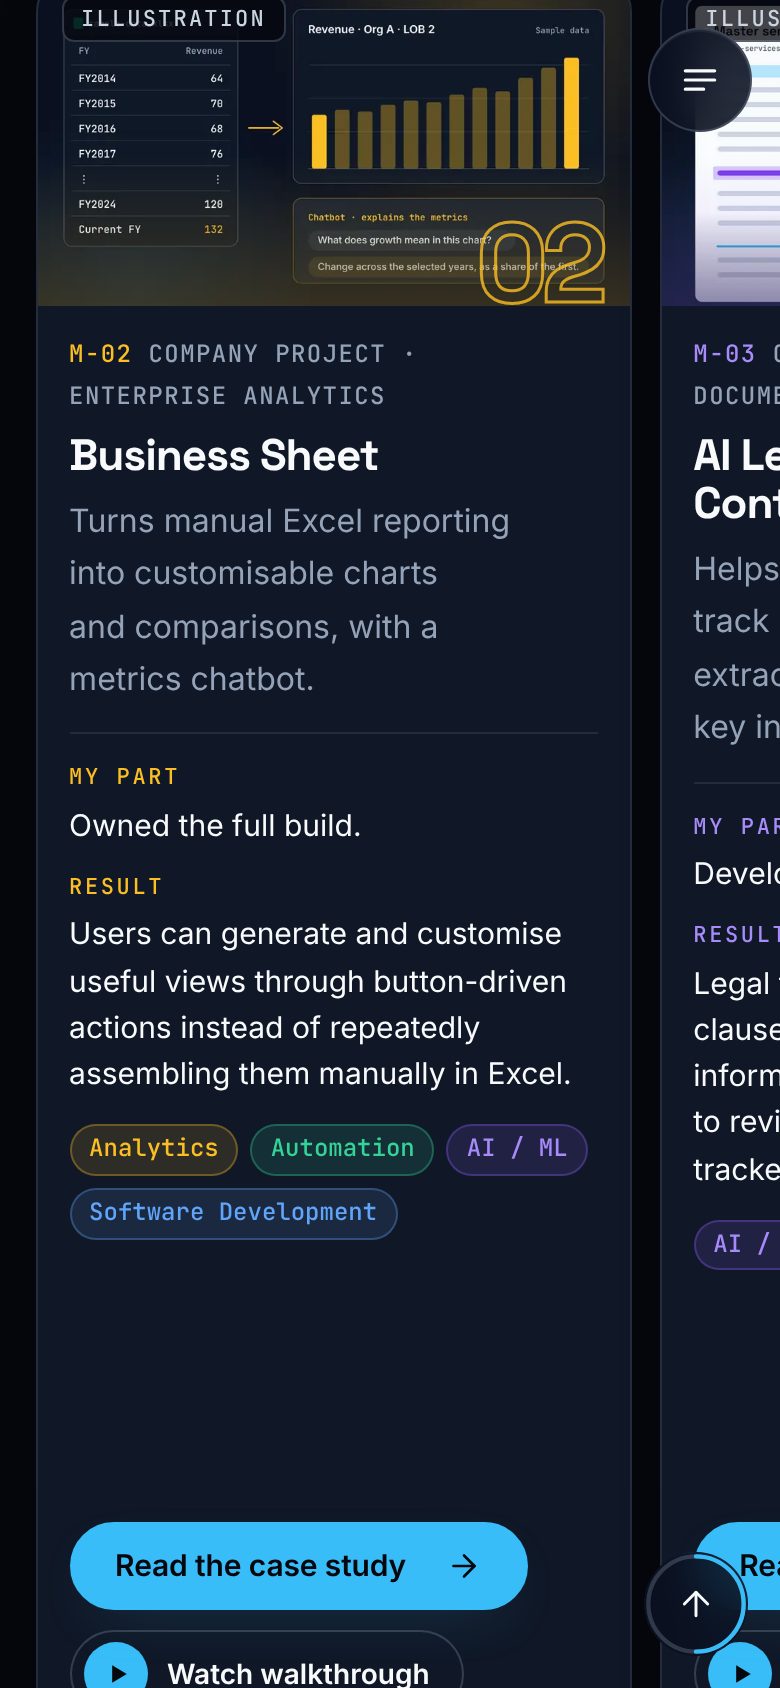 ILLUSTRATION
FY Revenue
FY2014 64
FY2015 70
FY2016 68
FY2017 76
⋮ ⋮
FY2024 120
Current FY 132
Revenue · Org A · LOB 2 Sample data
Chatbot · explains the metrics
What does growth mean in this chart?
Change across the selected years, as a share of the first.
02
M-02 COMPANY PROJECT ·
ENTERPRISE ANALYTICS
Business Sheet
Turns manual Excel reporting
into customisable charts
and comparisons, with a
metrics chatbot.
MY PART
Owned the full build.
RESULT
Users can generate and customise
useful views through button-driven
actions instead of repeatedly
assembling them manually in Excel.
Analytics Automation AI / ML
Software Development
Read the case study →
Watch walkthrough
ILLUS
Master ser
-services
M-03
DOCUME
AI Le
Cont
Helps
track
extrac
key in
MY PAR
Develo
RESULT
Legal
clause
inform
to revi
tracke
AI /
Rea